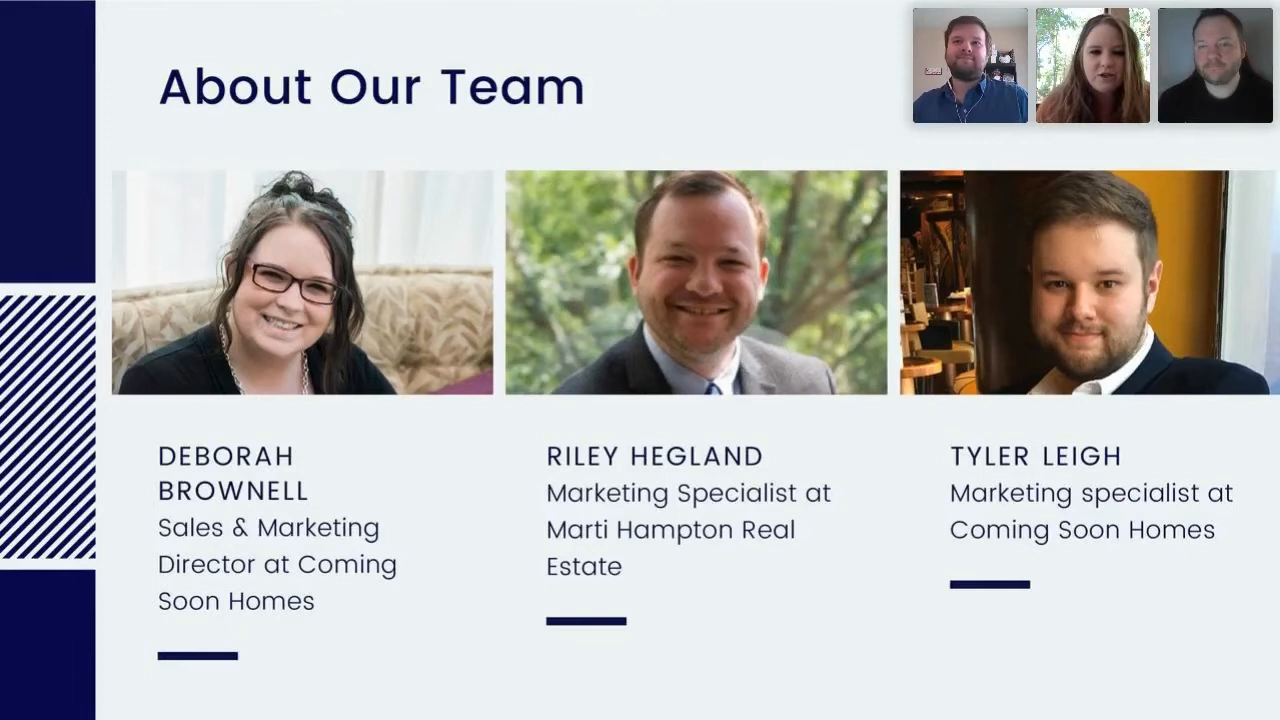 About Our Team
DEBORAH
BROWNELL
Sales & Marketing
Director at Coming
Soon Homes
RILEY HEGLAND
Marketing Specialist at
Marti Hampton Real
Estate
TYLER LEIGH
Marketing specialist at
Coming Soon Homes